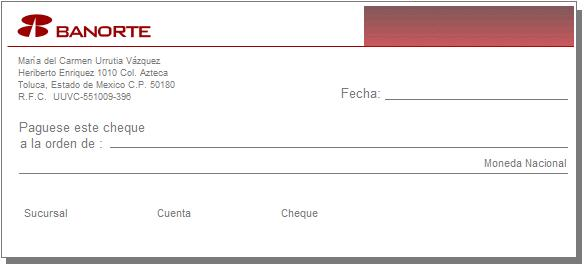 BANORTE
María del Carmen Urrutia Vázquez
Heriberto Enriquez 1010 Col. Azteca
Toluca, Estado de Mexico C.P. 50180
R.F.C. UUVC-551009-396
Fecha:
Paguese este cheque
a la orden de :
Moneda Nacional
Sucursal Cuenta Cheque